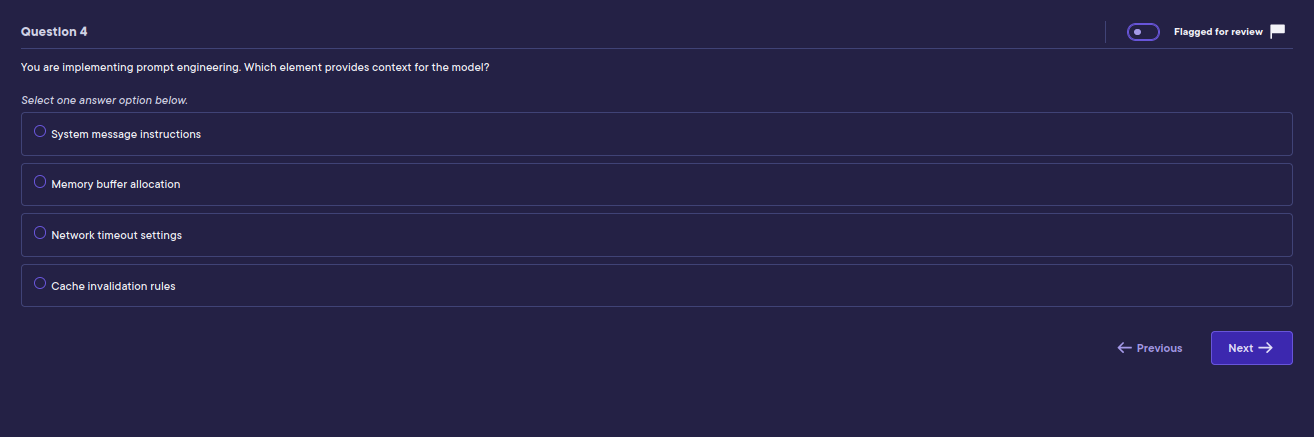 Question 4
Flagged for review
You are implementing prompt engineering. Which element provides context for the model?
Select one answer option below.
System message instructions
Memory buffer allocation
Network timeout settings
Cache invalidation rules
Previous
Next